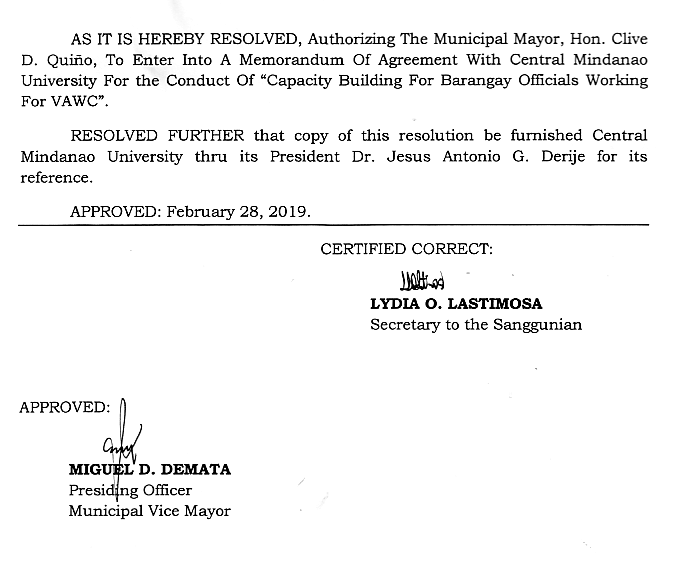 AS IT IS HEREBY RESOLVED, Authorizing The Municipal Mayor, Hon. Clive
D. Quiño, To Enter Into A Memorandum Of Agreement With Central Mindanao
University For the Conduct Of “Capacity Building For Barangay Officials Working
For VAWC”.
RESOLVED FURTHER that copy of this resolution be furnished Central
Mindanao University thru its President Dr. Jesus Antonio G. Derije for its
reference.
APPROVED: February 28, 2019.
CERTIFIED CORRECT:
LYDIA O. LASTIMOSA
Secretary to the Sanggunian
APPROVED:
MIGUEL D. DEMATA
Presiding Officer
Municipal Vice Mayor